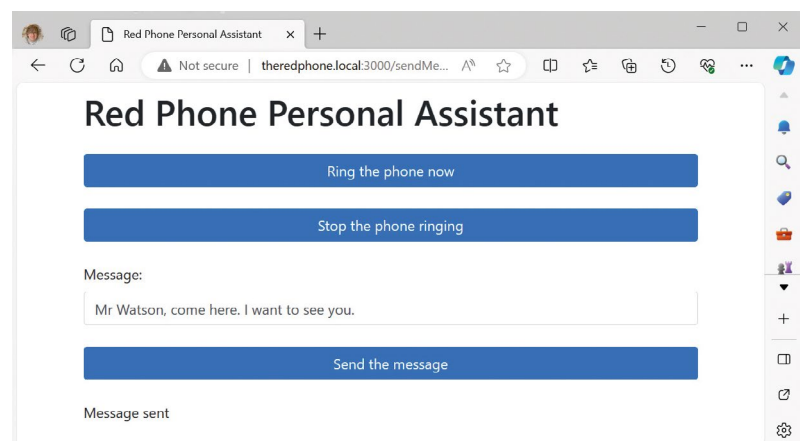 Red Phone Personal Assistant
Not secure | theredphone.local:3000/sendMe...
Red Phone Personal Assistant
Ring the phone now
Stop the phone ringing
Message:
Mr Watson, come here. I want to see you.
Send the message
Message sent